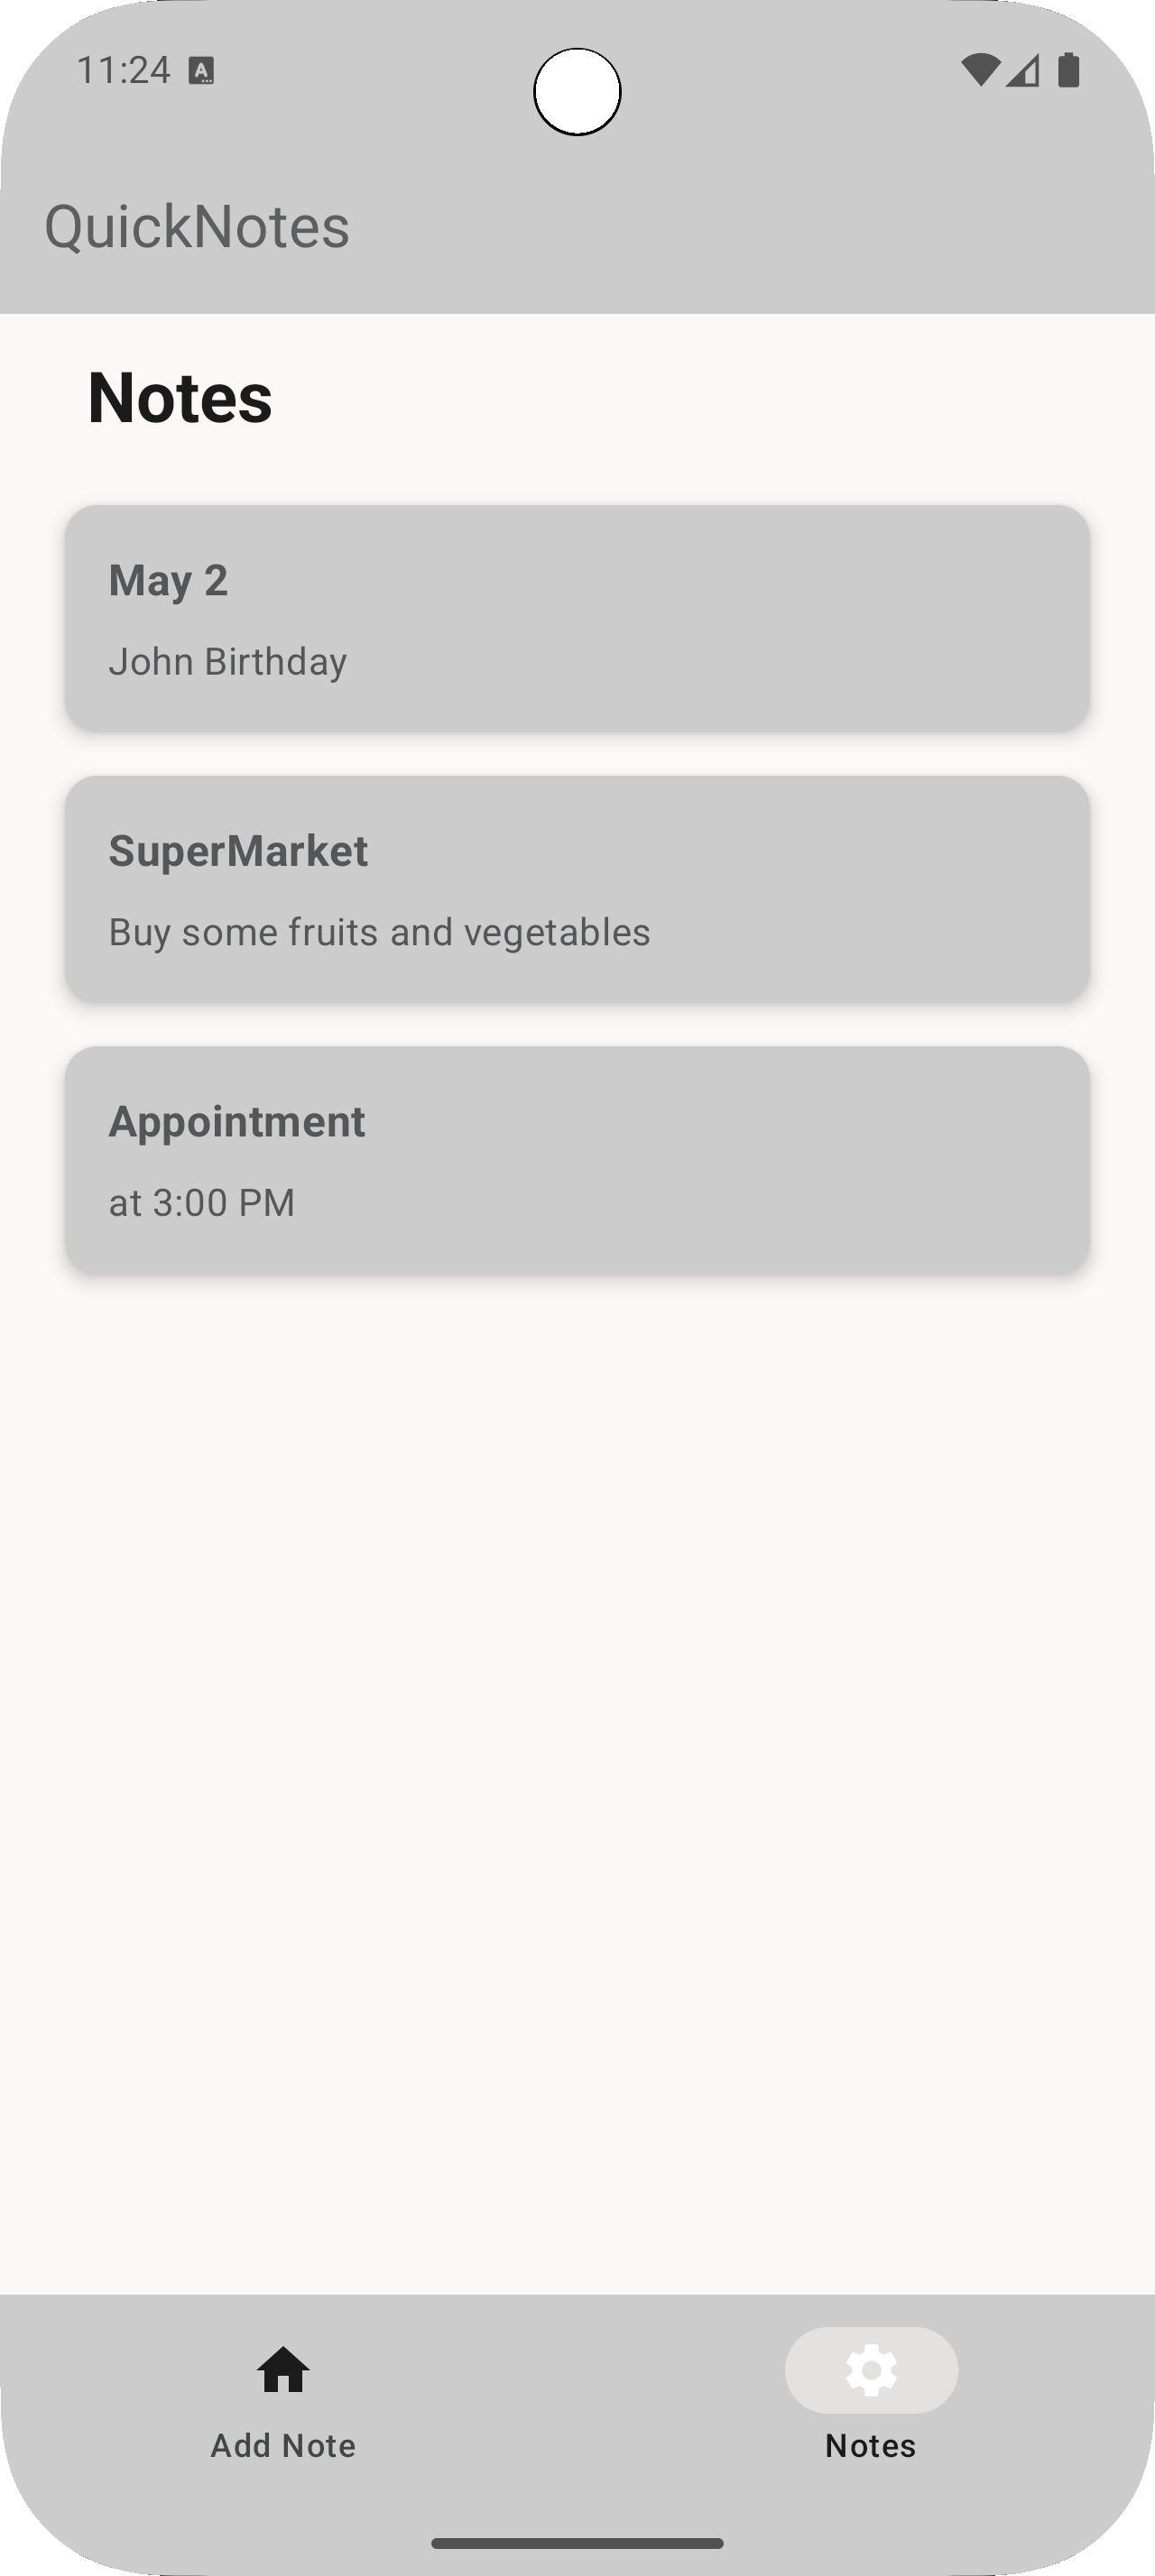 11:24
QuickNotes
Notes
May 2
John Birthday
SuperMarket
Buy some fruits and vegetables
Appointment
at 3:00 PM
Add Note
Notes